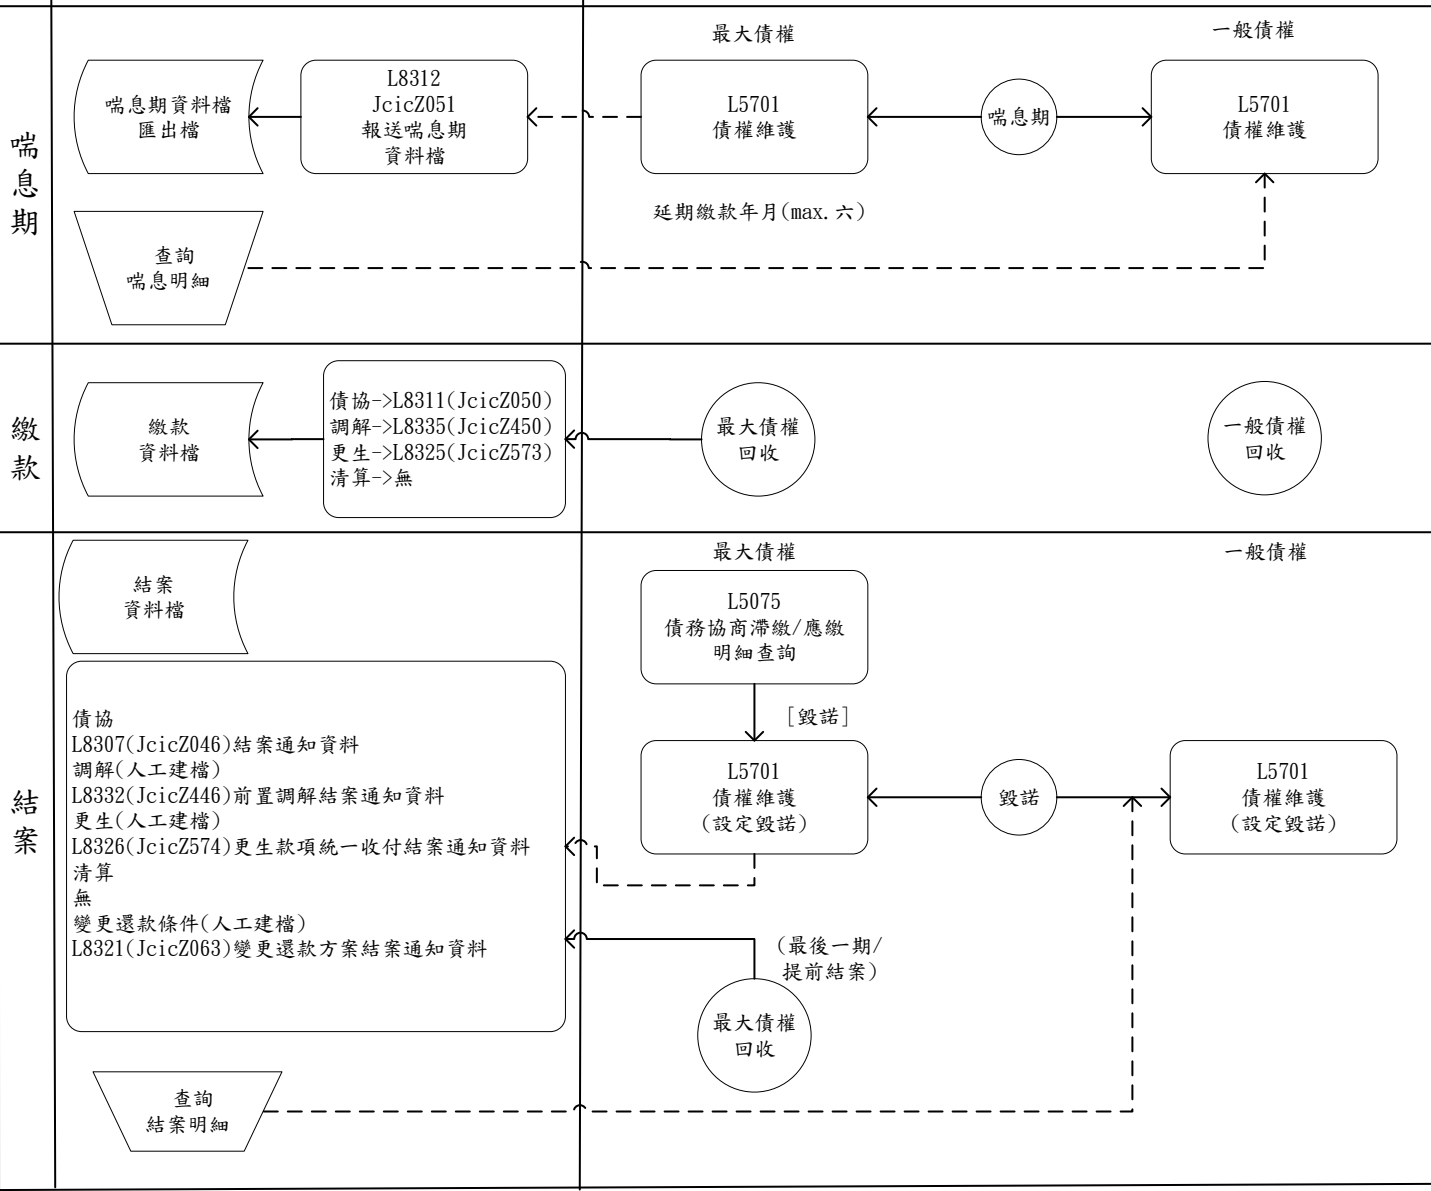 喘
息
期
最大債權
一般債權
喘息期資料檔
匯出檔
L8312
JcicZ051
報送喘息期
資料檔
L5701
債權維護
喘息期
L5701
債權維護
延期繳款年月(max.六)
查詢
喘息明細
繳
款
繳款
資料檔
債協->L8311(JcicZ050)
調解->L8335(JcicZ450)
更生->L8325(JcicZ573)
清算->無
最大債權
回收
一般債權
回收
結
案
結案
資料檔
最大債權
一般債權
L5075
債務協商滯繳/應繳
明細查詢
[毀諾]
債協
L8307(JcicZ046)結案通知資料
調解(人工建檔)
L8332(JcicZ446)前置調解結案通知資料
更生(人工建檔)
L8326(JcicZ574)更生款項統一收付結案通知資料
清算
無
變更還款條件(人工建檔)
L8321(JcicZ063)變更還款方案結案通知資料
L5701
債權維護
(設定毀諾)
毀諾
L5701
債權維護
(設定毀諾)
(最後一期/
提前結案)
最大債權
回收
查詢
結案明細